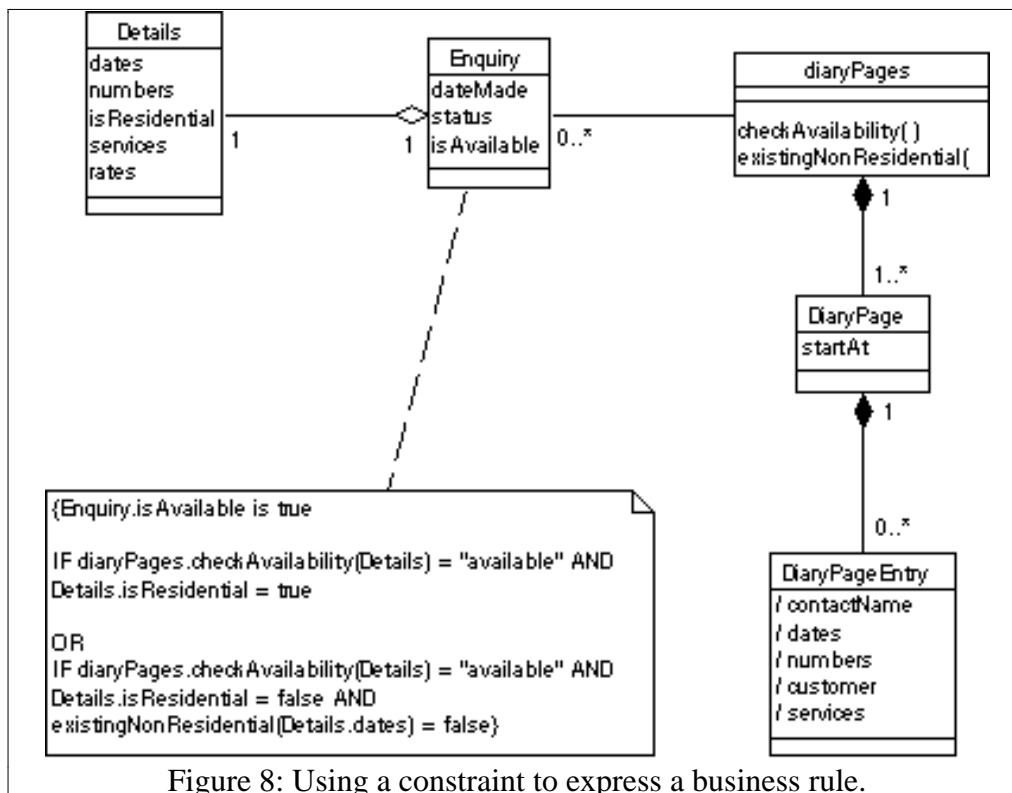 Details
dates
numbers
isResidential
services
rates
1
1
Enquiry
dateMade
status
isAvailable
0..*
diaryPages
checkAvailability( )
existingNonResidential(
1
1..*
DiaryPage
startAt
1
0..*
DiaryPageEntry
/ contactName
/ dates
/ numbers
/ customer
/ services
{Enquiry.isAvailable is true
IF diaryPages.checkAvailability(Details) = "available" AND
Details.isResidential = true
OR
IF diaryPages.checkAvailability(Details) = "available" AND
Details.isResidential = false AND
existingNonResidential(Details.dates) = false}
Figure 8: Using a constraint to express a business rule.